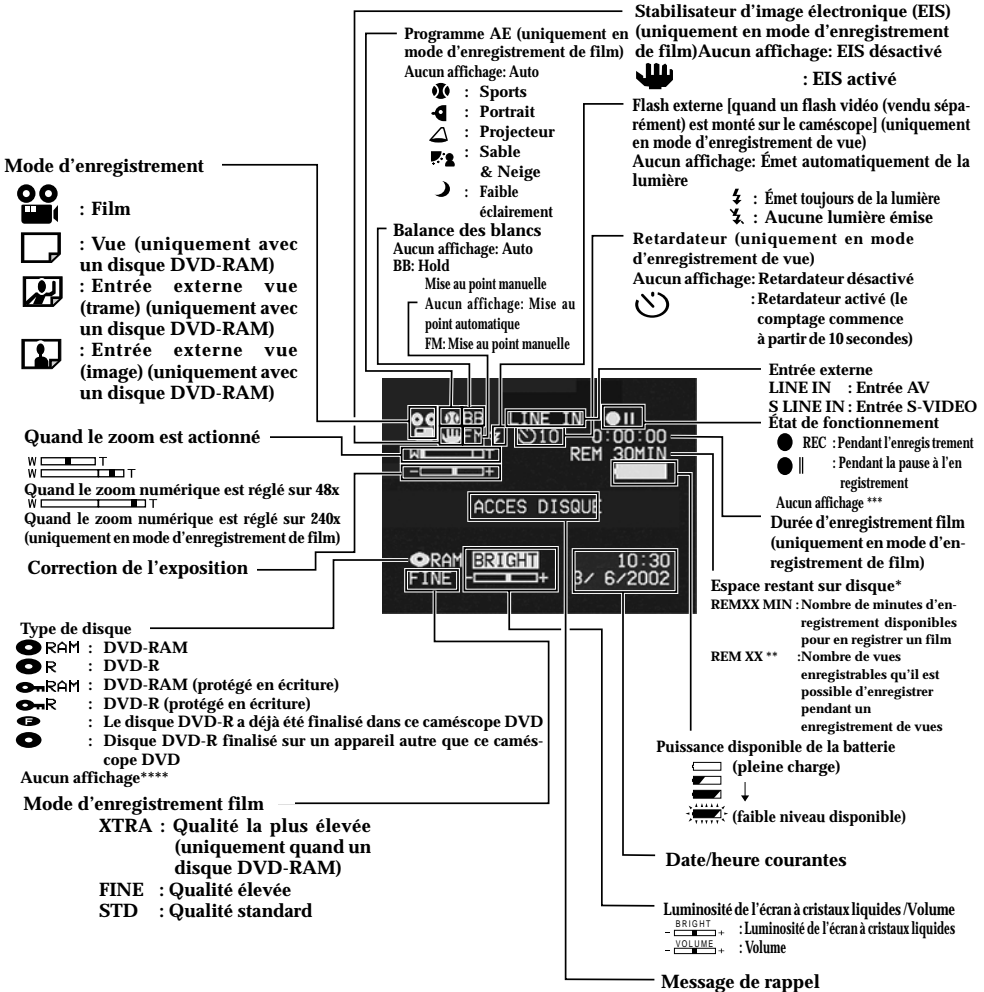 Mode d'enregistrement
: Film
: Vue (uniquement avec
un disque DVD-RAM)
: Entrée externe vue
(trame) (uniquement avec
un disque DVD-RAM)
: Entrée externe vue
(image) (uniquement avec
un disque DVD-RAM)
Quand le zoom est actionné
W T
W T
Quand le zoom numérique est réglé sur 48x
W T
Quand le zoom numérique est réglé sur 240x
(uniquement en mode d'enregistrement de film)
Correction de l'exposition
Type de disque
RAM : DVD-RAM
R : DVD-R
RAM : DVD-RAM (protégé en écriture)
R : DVD-R (protégé en écriture)
F : Le disque DVD-R a déjà été finalisé dans ce caméscope DVD
: Disque DVD-R finalisé sur un appareil autre que ce camés-
cope DVD
Aucun affichage****
Mode d'enregistrement film
XTRA : Qualité la plus élevée
(uniquement quand un
disque DVD-RAM)
FINE : Qualité élevée
STD : Qualité standard
Programme AE (uniquement en
mode d'enregistrement de film)
Aucun affichage: Auto
: Sports
: Portrait
: Projecteur
: Sable
& Neige
: Faible
éclairement
Balance des blancs
Aucun affichage: Auto
BB: Hold
Mise au point manuelle
Aucun affichage: Mise au
point automatique
FM: Mise au point manuelle
BB LINE IN
FM 10 0:00:00
W T REM 30MIN
- +
ACCES DISQUE
RAM BRIGHT 10:30
FINE - + 3/ 6/2002
Stabilisateur d'image électronique (EIS)
(uniquement en mode d'enregistrement
de film)Aucun affichage: EIS désactivé
: EIS activé
Flash externe [quand un flash vidéo (vendu sépa-
rément) est monté sur le caméscope] (uniquement
en mode d'enregistrement de vue)
Aucun affichage: Émet automatiquement de la
lumière
: Émet toujours de la lumière
: Aucune lumière émise
Retardateur (uniquement en mode
d'enregistrement de vue)
Aucun affichage: Retardateur désactivé
: Retardateur activé (le
comptage commence
à partir de 10 secondes)
Entrée externe
LINE IN : Entrée AV
S LINE IN : Entrée S-VIDEO
État de fonctionnement
REC : Pendant l'enregis trement
: Pendant la pause à l'en
registrement
Aucun affichage ***
Durée d'enregistrement film
(uniquement en mode d'en-
registrement de film)
Espace restant sur disque*
REMXX MIN : Nombre de minutes d'en-
registrement disponibles
pour en registrer un film
REM XX ** :Nombre de vues
enregistrables qu'il est
possible d'enregistrer
pendant un
enregistrement de vues
Puissance disponible de la batterie
(pleine charge)
(faible niveau disponible)
Date/heure courantes
Luminosité de l'écran à cristaux liquides /Volume
BRIGHT
- + : Luminosité de l'écran à cristaux liquides
VOLUME
- + : Volume
Message de rappel